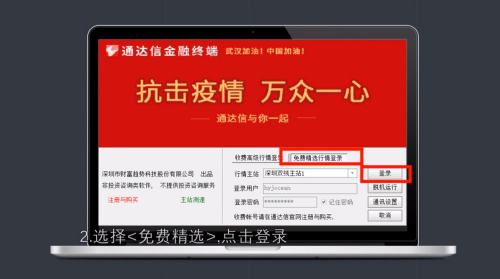 通达信金融终端 武汉加油!中国加油!
抗击疫情 万众一心
通达信与你一起
收费高级行情登录 免费精选行情登录
深圳市财富趋势科技股份有限公司 出品
非投资咨询类软件, 不提供投资咨询服务
注册与购买 主站测速
行情主站 深圳双线主站1 登录
登录用户 hyjocean 脱机运行
登录密码 ********* 记住密码 通讯设置
收费帐号请在通达信官网注册与购买. 取消
2.选择<免费精选>,点击登录